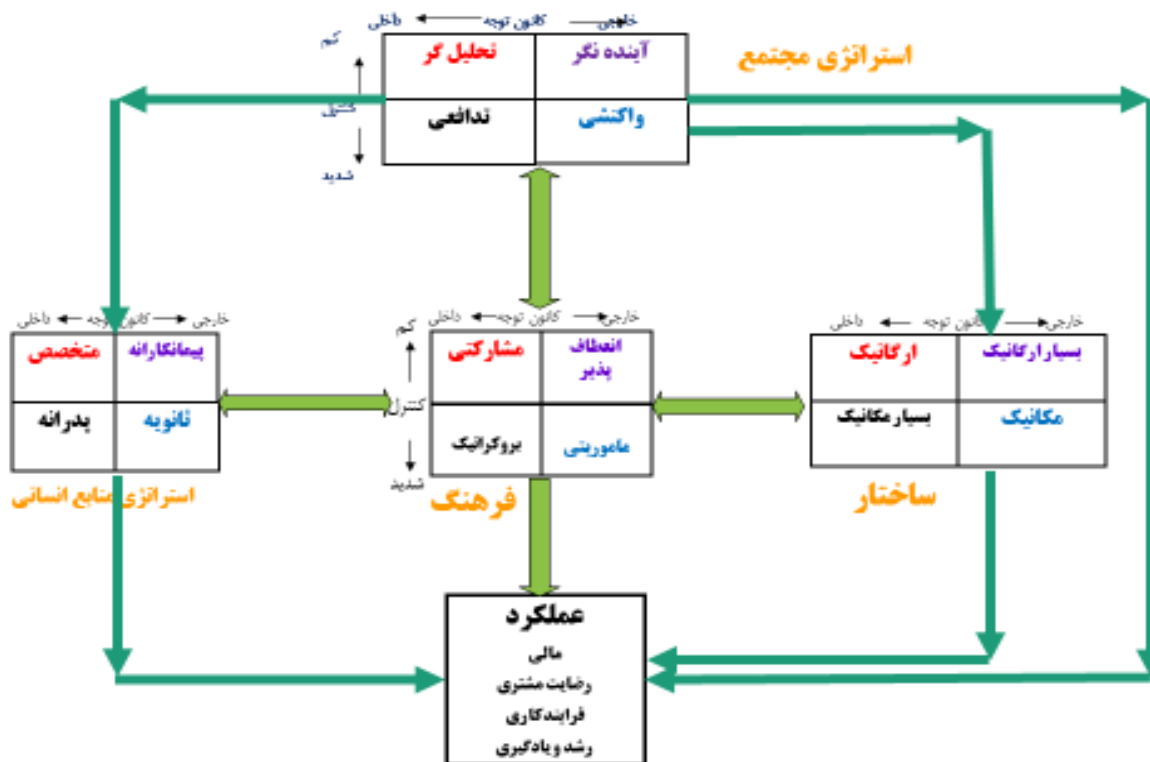 خارجی کانون توجه داخلی
کم
کنترل
شدید
آینده نگر
تحلیل گر
واکنشی
تدافعی
استراتژی مجتمع
خارجی کانون توجه داخلی
بسیار ارگانیک
ارگانیک
مکانیک
بسیار مکانیک
ساختار
خارجی کانون توجه داخلی
کم
کنترل
شدید
انعطاف
پذیر
مشارکتی
ماموریتی
بروکراتیک
فرهنگ
خارجی کانون توجه داخلی
پیمانکارانه
متخصص
ثانویه
پدرانه
استراتژی منابع انسانی
عملکرد
مالی
رضایت مشتری
فرایندکاری
رشد و یادگیری